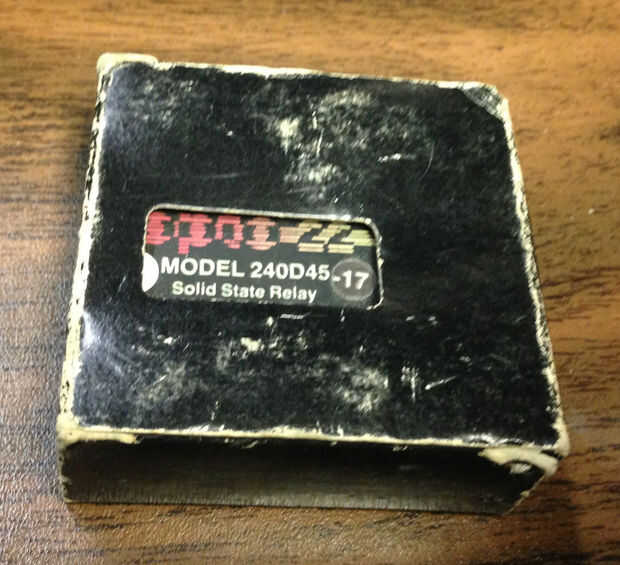 opto-22
MODEL 240D45-17
Solid State Relay